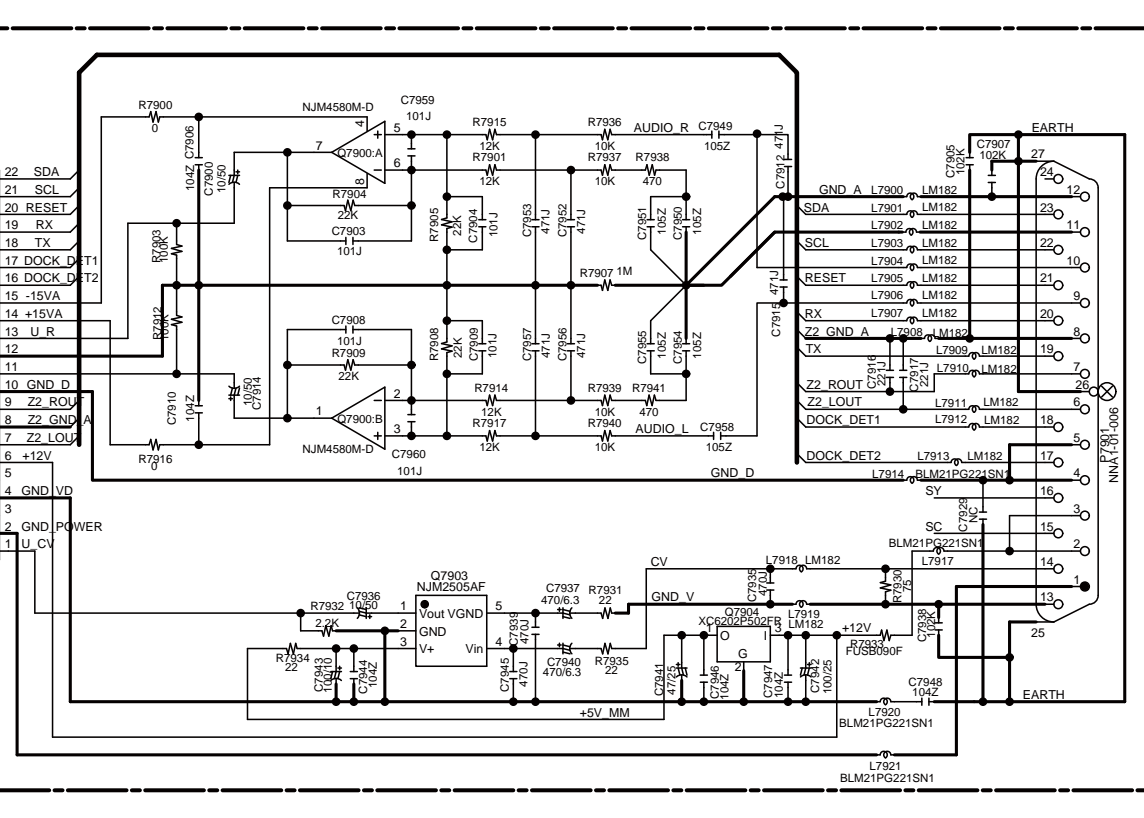 22 SDA
21 SCL
20 RESET
19 RX
18 TX
17 DOCK_DET1
16 DOCK_DET2
15 -15VA
14 +15VA
13 U_R
12
11
10 GND_D
9 Z2_ROUT
8 Z2_GND_A
7 Z2_LOUT
6 +12V
5
4 GND_VD
3
2 GND_POWER
1 U_CV
R7900
0
C7906
104Z
C7900
10/50
R7903
100K
R7912
100K
C7910
104Z
10/50
C7914
R7916
0
NJM4580M-D
4
7
Q7900:A
8
5
6
C7959
101J
R7904
22K
C7903
101J
C7908
101J
R7909
22K
1
Q7900:B
2
3
NJM4580M-D
C7960
101J
R7905
22K
C7904
101J
R7908
22K
C7909
101J
R7915
12K
R7901
12K
C7953
471J
C7952
471J
R7936
10K
R7937
10K
R7938
470
AUDIO_R
C7949
105Z
C7951
105Z
C7950
105Z
R7907 1M
C7957
471J
C7956
471J
C7955
105Z
C7954
105Z
R7914
12K
R7917
12K
R7939
10K
R7940
10K
R7941
470
AUDIO_L
C7958
105Z
471J
C7912
471J
C7915
GND_A L7900 LM182
SDA L7901 LM182
L7902 LM182
SCL L7903 LM182
L7904 LM182
RESET L7905 LM182
L7906 LM182
RX L7907 LM182
Z2_GND_A L7908 LM182
TX L7909 LM182
C7916
221J
C7917
221J
L7910 LM182
Z2_ROUT
Z2_LOUT L7911 LM182
DOCK_DET1 L7912 LM182
DOCK_DET2 L7913 LM182
GND_D
L7914 BLM21PG221SN1
SY
C7929
NC
SC
BLM21PG221SN1
L7917
EARTH
C7905
102K
C7907
102K
27
24
12
23
11
22
10
21
9
20
8
19
7
26
6
18
5
17
4
16
3
15
2
14
1
13
25
P7901
NNA1-01-006
Q7903
NJM2505AF
1 Vout VGND 5
2 GND
3 V+ Vin 4
C7936
10/50
R7932
2.2K
R7934
22
C7943
100/10
C7944
104Z
C7939
470J
C7945
470J
C7937
470/6.3
R7931
22
C7940
470/6.3
R7935
22
CV
GND_V
C7935
470J
L7918 LM182
L7919
LM182
R7930
75
Q7904
XC6202P502FR
1 O I 3
G
2
+12V
R7933
FUSB090F
C7938
102K
C7941
47/25
C7946
104Z
C7947
104Z
C7942
100/25
+5V_MM
C7948
104Z
EARTH
L7920
BLM21PG221SN1
L7921
BLM21PG221SN1